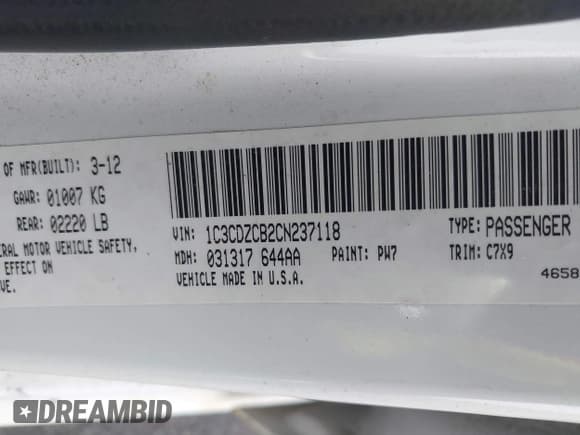 OF MFR(BUILT): 3-12
GAWR: 01007 KG
REAR: 02220 LB
ERAL MOTOR VEHICLE SAFETY,
EFFECT ON
VE.
VIN: 1C3CDZCB2CN237118
TYPE: PASSENGER
MDH: 031317 644AA
PAINT: PW7
TRIM: C7X9
VEHICLE MADE IN U.S.A.
4658
DREAMBID